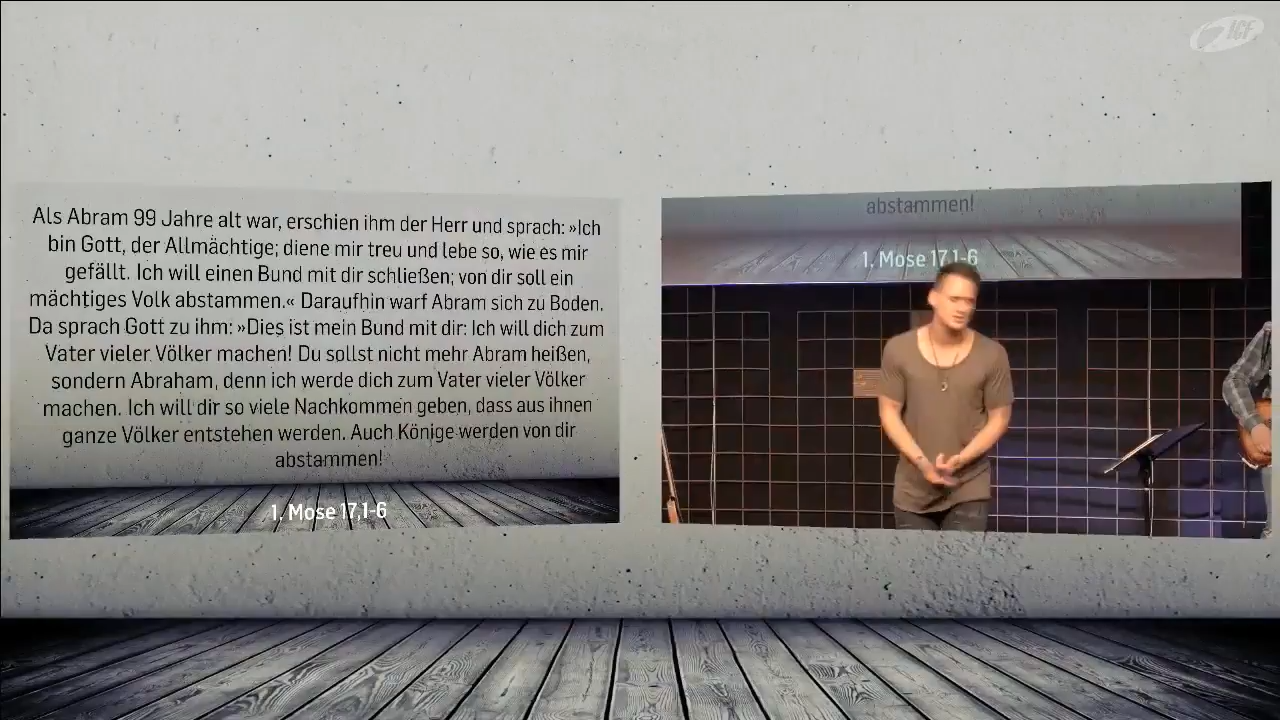 ICF
Als Abram 99 Jahre alt war, erschien ihm der Herr und sprach: »Ich
bin Gott, der Allmächtige; diene mir treu und lebe so, wie es mir
gefällt. Ich will einen Bund mit dir schließen; von dir soll ein
mächtiges Volk abstammen.« Daraufhin warf Abram sich zu Boden.
Da sprach Gott zu ihm: »Dies ist mein Bund mit dir: Ich will dich zum
Vater vieler Völker machen! Du sollst nicht mehr Abram heißen,
sondern Abraham, denn ich werde dich zum Vater vieler Völker
machen. Ich will dir so viele Nachkommen geben, dass aus ihnen
ganze Völker entstehen werden. Auch Könige werden von dir
abstammen!
1. Mose 17,1-6
abstammen!
1. Mose 17,1-6